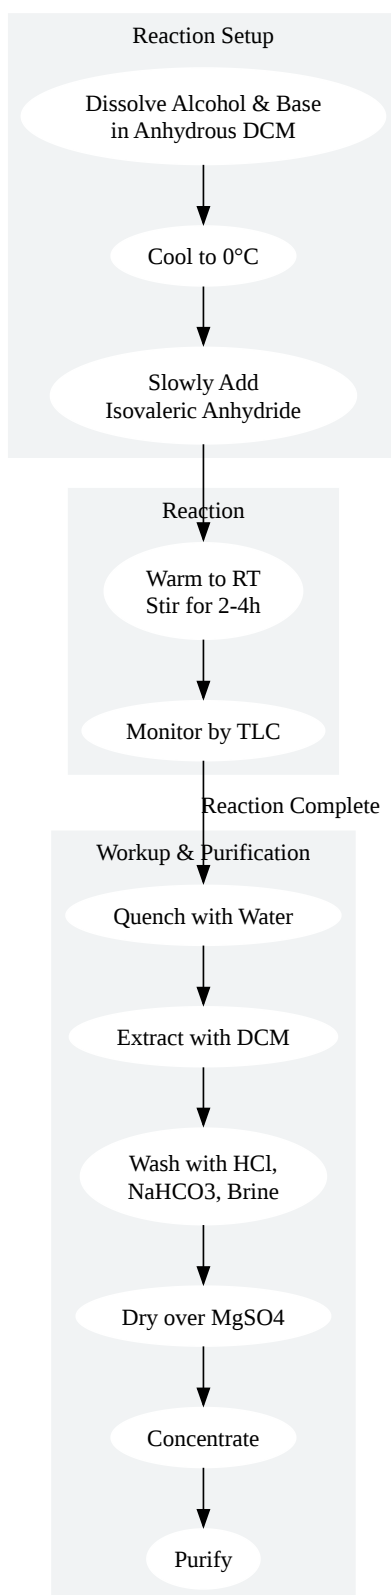 Reaction Setup
Dissolve Alcohol & Base
in Anhydrous DCM
Cool to 0°C
Slowly Add
Isovaleric Anhydride
Reaction
Warm to RT
Stir for 2-4h
Monitor by TLC
Reaction Complete
Workup & Purification
Quench with Water
Extract with DCM
Wash with HCl,
NaHCO3, Brine
Dry over MgSO4
Concentrate
Purify